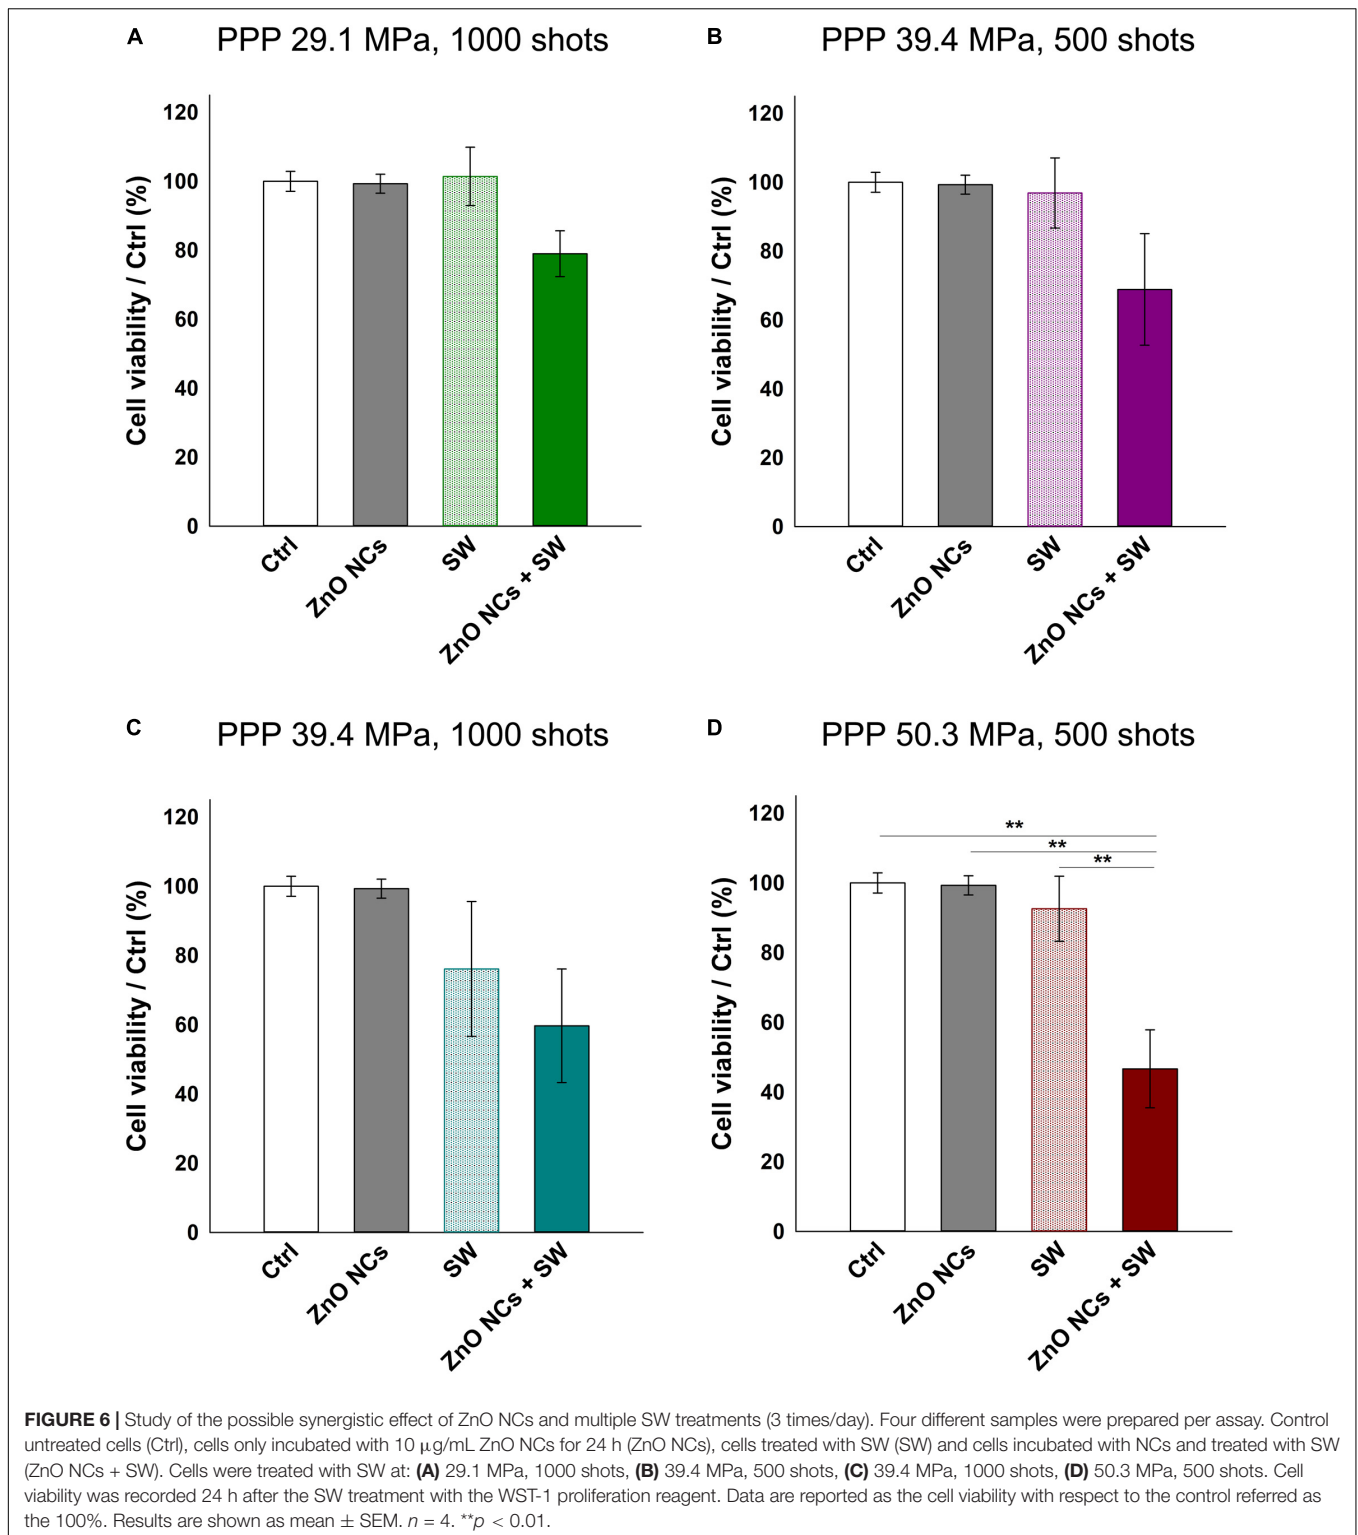 A PPP 29.1 MPa, 1000 shots
Cell viability / Ctrl (%)
120
100
80
60
40
20
0
Ctrl
ZnO NCs
SW
ZnO NCs + SW
B PPP 39.4 MPa, 500 shots
Cell viability / Ctrl (%)
120
100
80
60
40
20
0
Ctrl
ZnO NCs
SW
ZnO NCs + SW
C PPP 39.4 MPa, 1000 shots
Cell viability / Ctrl (%)
120
100
80
60
40
20
0
Ctrl
ZnO NCs
SW
ZnO NCs + SW
D PPP 50.3 MPa, 500 shots
Cell viability / Ctrl (%)
120
100
80
60
40
20
0
**
**
**
Ctrl
ZnO NCs
SW
ZnO NCs + SW
FIGURE 6 | Study of the possible synergistic effect of ZnO NCs and multiple SW treatments (3 times/day). Four different samples were prepared per assay. Control
untreated cells (Ctrl), cells only incubated with 10 μg/mL ZnO NCs for 24 h (ZnO NCs), cells treated with SW (SW) and cells incubated with NCs and treated with SW
(ZnO NCs + SW). Cells were treated with SW at: (A) 29.1 MPa, 1000 shots, (B) 39.4 MPa, 500 shots, (C) 39.4 MPa, 1000 shots, (D) 50.3 MPa, 500 shots. Cell
viability was recorded 24 h after the SW treatment with the WST-1 proliferation reagent. Data are reported as the cell viability with respect to the control referred as
the 100%. Results are shown as mean ± SEM. n = 4. **p < 0.01.